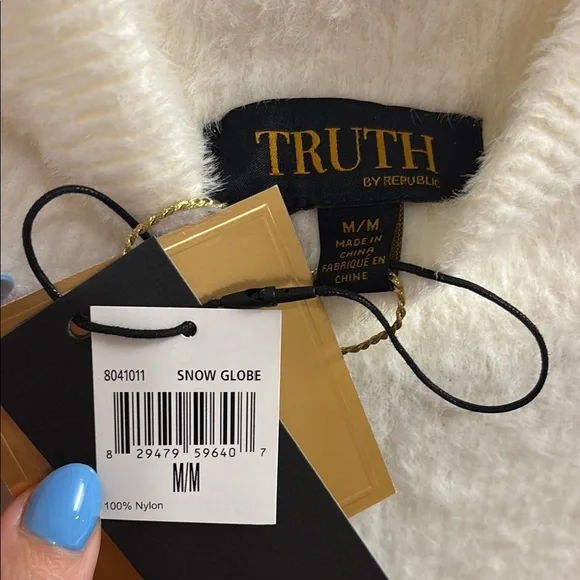 TRUTH
BY REPUBLIC
M/M
MADE IN
CHINA
FABRIQUÉ EN
CHINE
8041011 SNOW GLOBE
8 29479 59640 7
M/M
100% Nylon